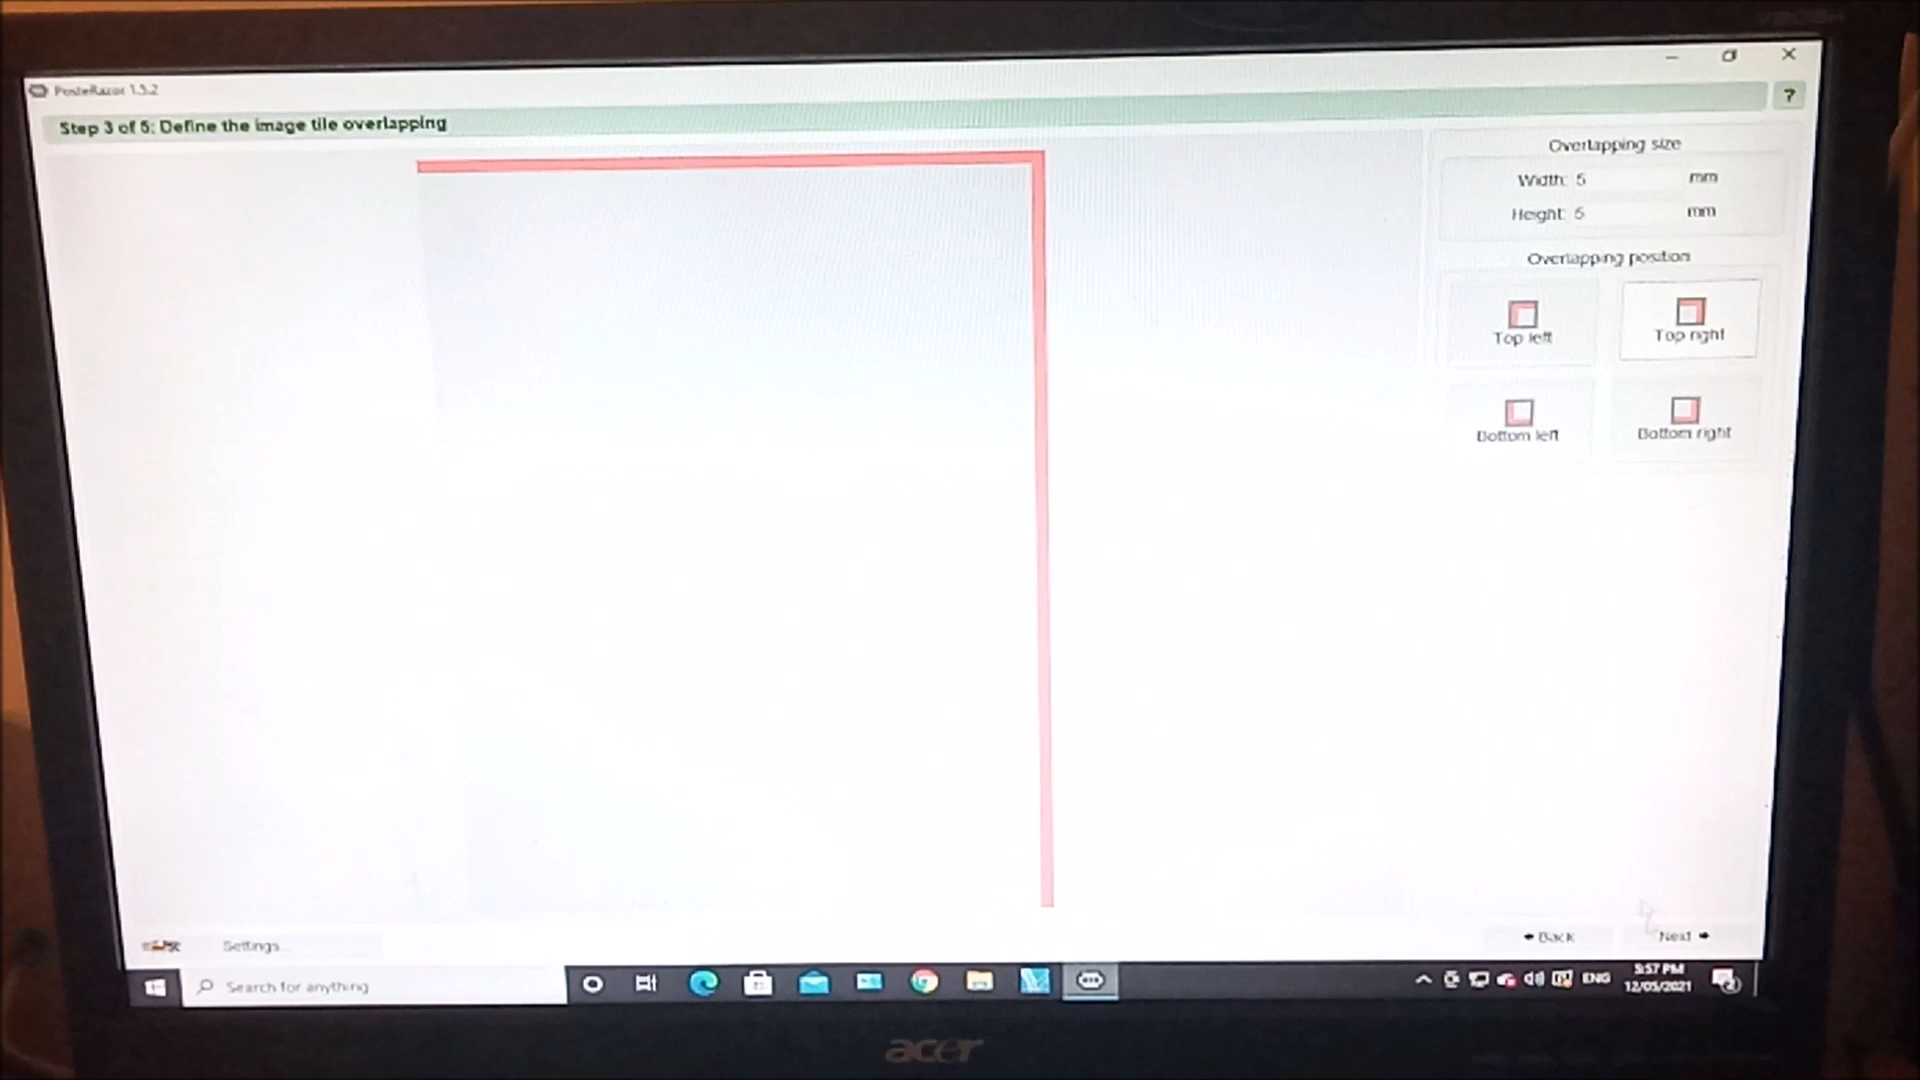 PosteRazor 1.5.2
Step 3 of 5: Define the image tile overlapping
?
Overlapping size
Width: 5 mm
Height: 5 mm
Overlapping position
Top left
Top right
Bottom left
Bottom right
Settings...
Back
Next
Search for anything
ENG
5:57 PM
12/05/2021
2
acer